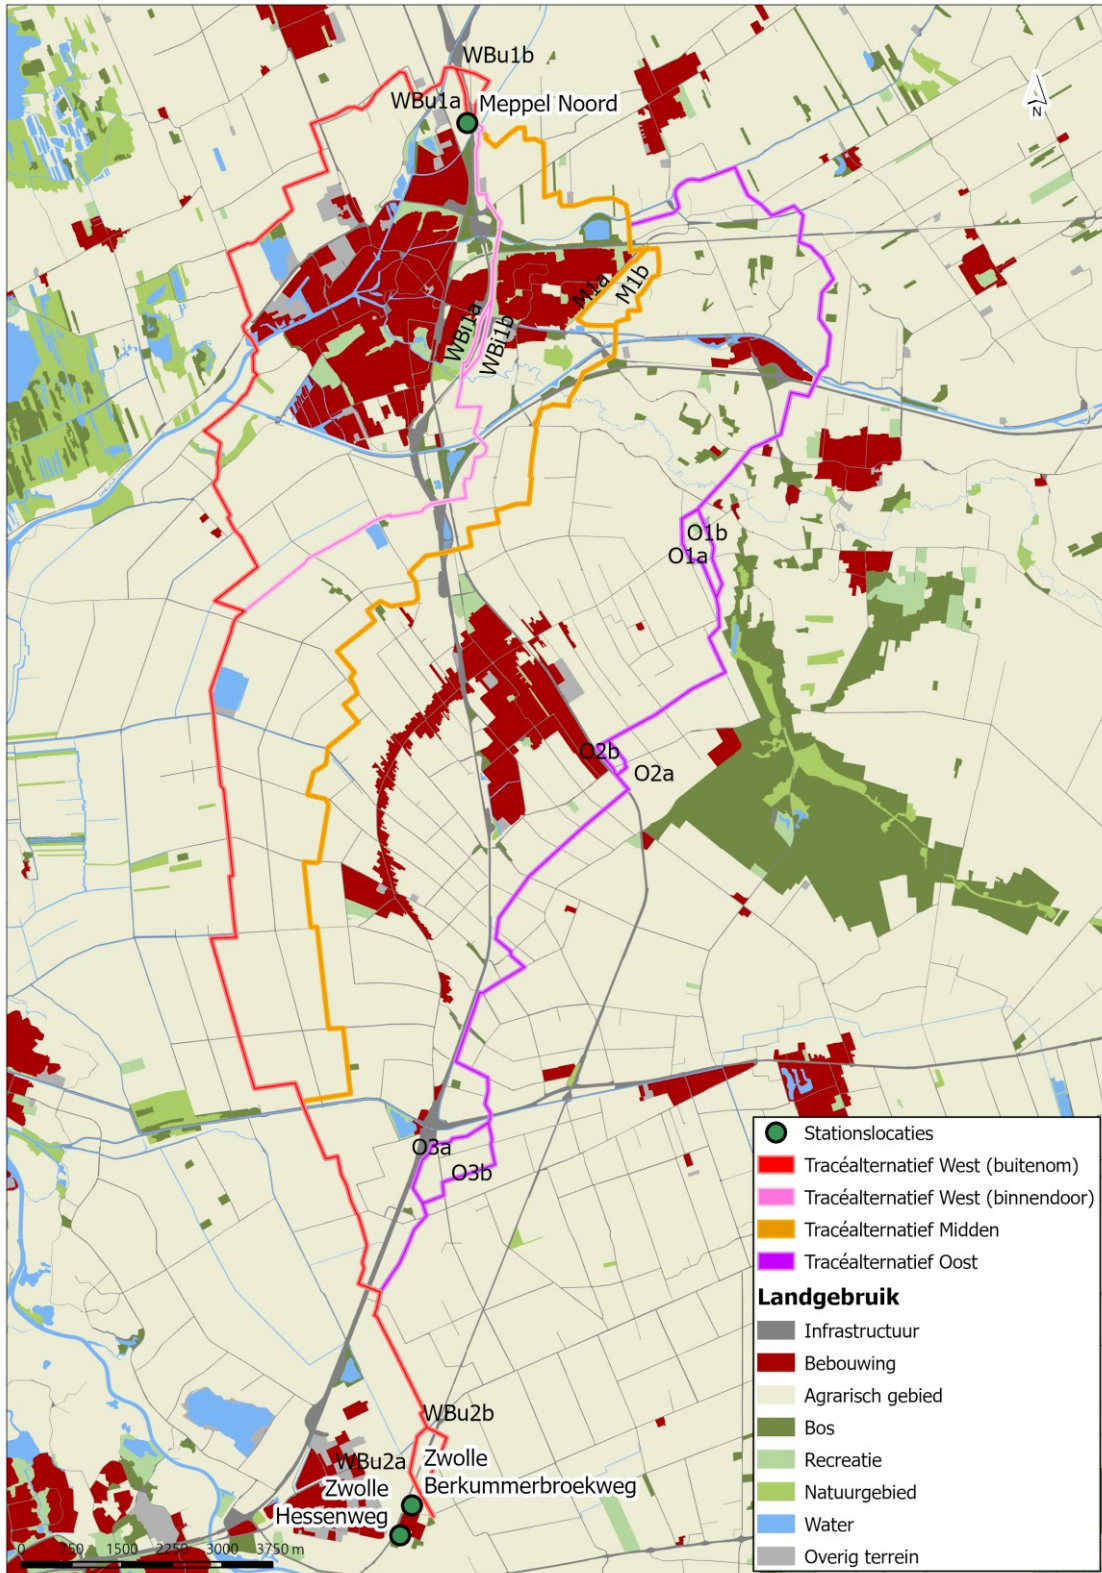 WBu1b
WBu1a
Meppel Noord
N
M1a
M1b
WBi1a
WBi1b
O1b
O1a
O2b
O2a
O3a
O3b
WBu2b
WBu2a
Zwolle
Berkummerbroekweg
Zwolle
Hessenweg
0 750 1500 2250 3000 3750 m
Stationslocaties
Tracéalternatief West (buitenom)
Tracéalternatief West (binnendoor)
Tracéalternatief Midden
Tracéalternatief Oost
Landgebruik
Infrastructuur
Bebouwing
Agrarisch gebied
Bos
Recreatie
Natuurgebied
Water
Overig terrein